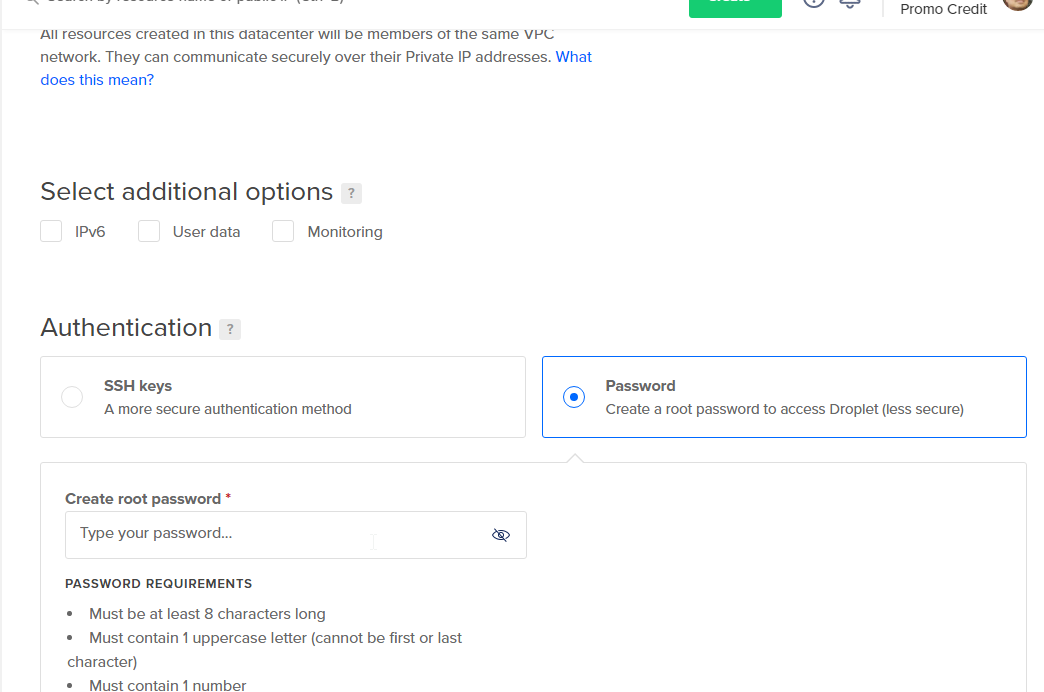 Promo Credit
All resources created in this datacenter will be members of the same VPC
network. They can communicate securely over their Private IP addresses. What
does this mean?
Select additional options ?
IPv6 User data Monitoring
Authentication ?
SSH keys
A more secure authentication method
Password
Create a root password to access Droplet (less secure)
Create root password *
Type your password...
PASSWORD REQUIREMENTS
• Must be at least 8 characters long
• Must contain 1 uppercase letter (cannot be first or last
character)
• Must contain 1 number